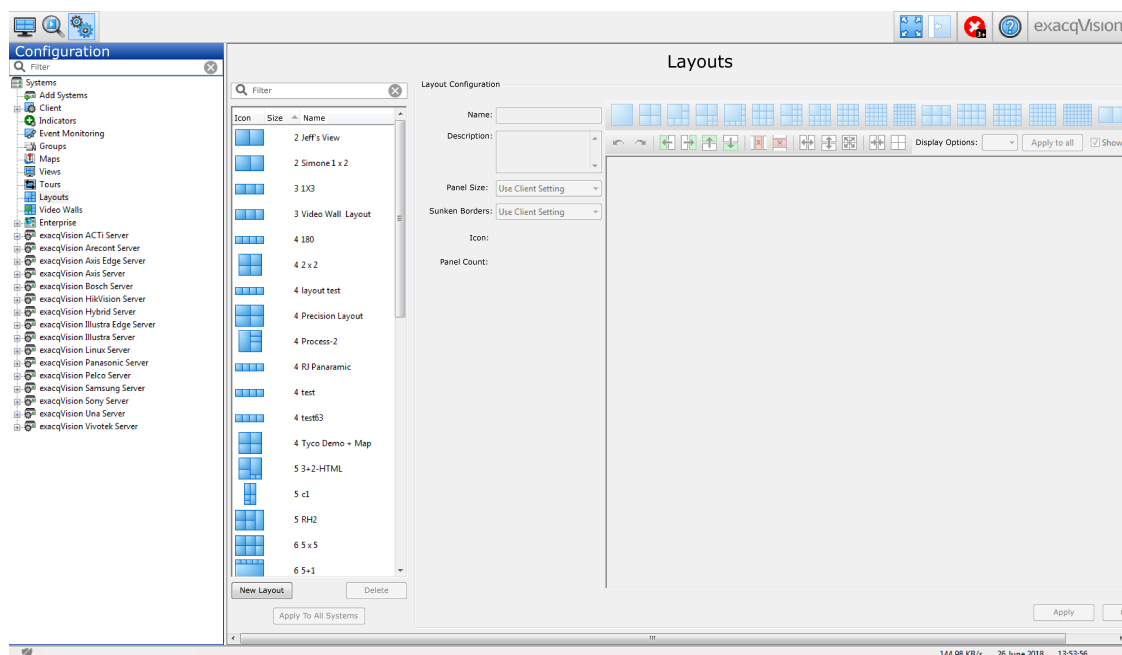 exacqVision
Configuration
Filter
Systems
Add Systems
Client
Indicators
Event Monitoring
Groups
Maps
Views
Tours
Layouts
Video Walls
Enterprise
exacqVision ACTi Server
exacqVision Arecont Server
exacqVision Axis Edge Server
exacqVision Axis Server
exacqVision Bosch Server
exacqVision HikVision Server
exacqVision Hybrid Server
exacqVision Illustra Edge Server
exacqVision Illustra Server
exacqVision Linux Server
exacqVision Panasonic Server
exacqVision Pelco Server
exacqVision Samsung Server
exacqVision Sony Server
exacqVision Una Server
exacqVision Vivotek Server
Layouts
Filter
Icon Size Name
2 Jeff's View
2 Simone 1 x 2
3 1X3
3 Video Wall Layout
4 180
4 2 x 2
4 layout test
4 Precision Layout
4 Process-2
4 RJ Panaramic
4 test
4 test63
4 Tyco Demo + Map
5 3+2-HTML
5 c1
5 RH2
6 5 x 5
6 5+1
New Layout Delete
Apply To All Systems
Layout Configuration
Name:
Description:
Panel Size: Use Client Setting
Sunken Borders: Use Client Setting
Icon:
Panel Count:
Display Options: Apply to all Show
Apply
144.98 KB/s 26 June 2018 13:53:56